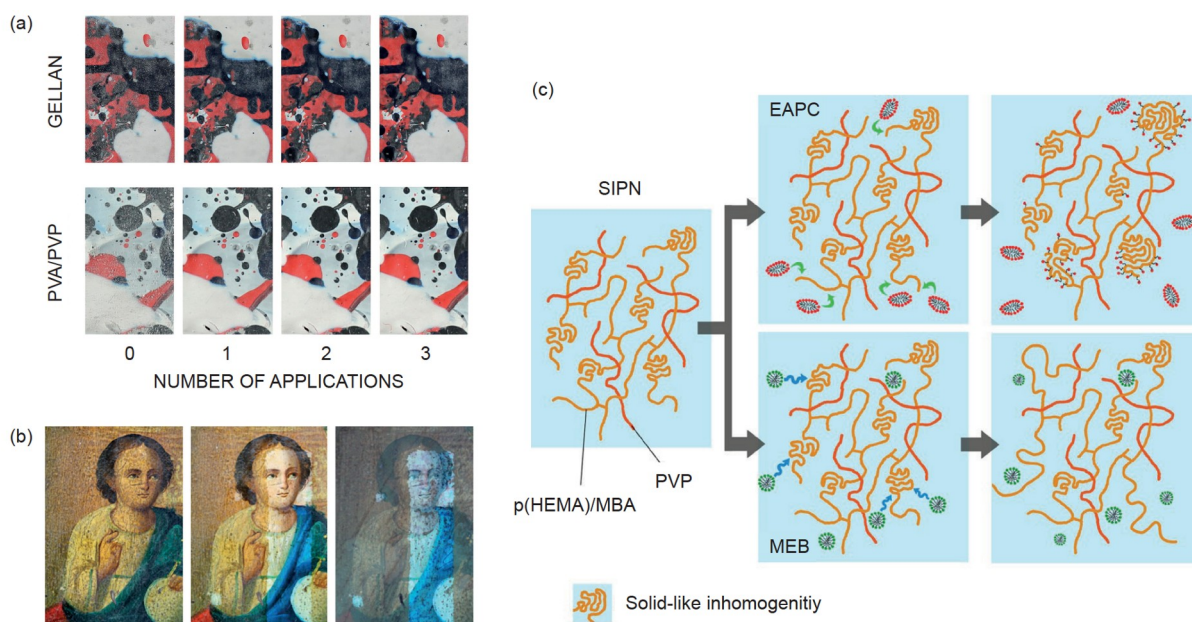 (a)
GELLAN
PVA/PVP
0 1 2 3
NUMBER OF APPLICATIONS
(b)
(c)
SIPN
p(HEMA)/MBA
PVP
EAPC
MEB
Solid-like inhomogenitiy